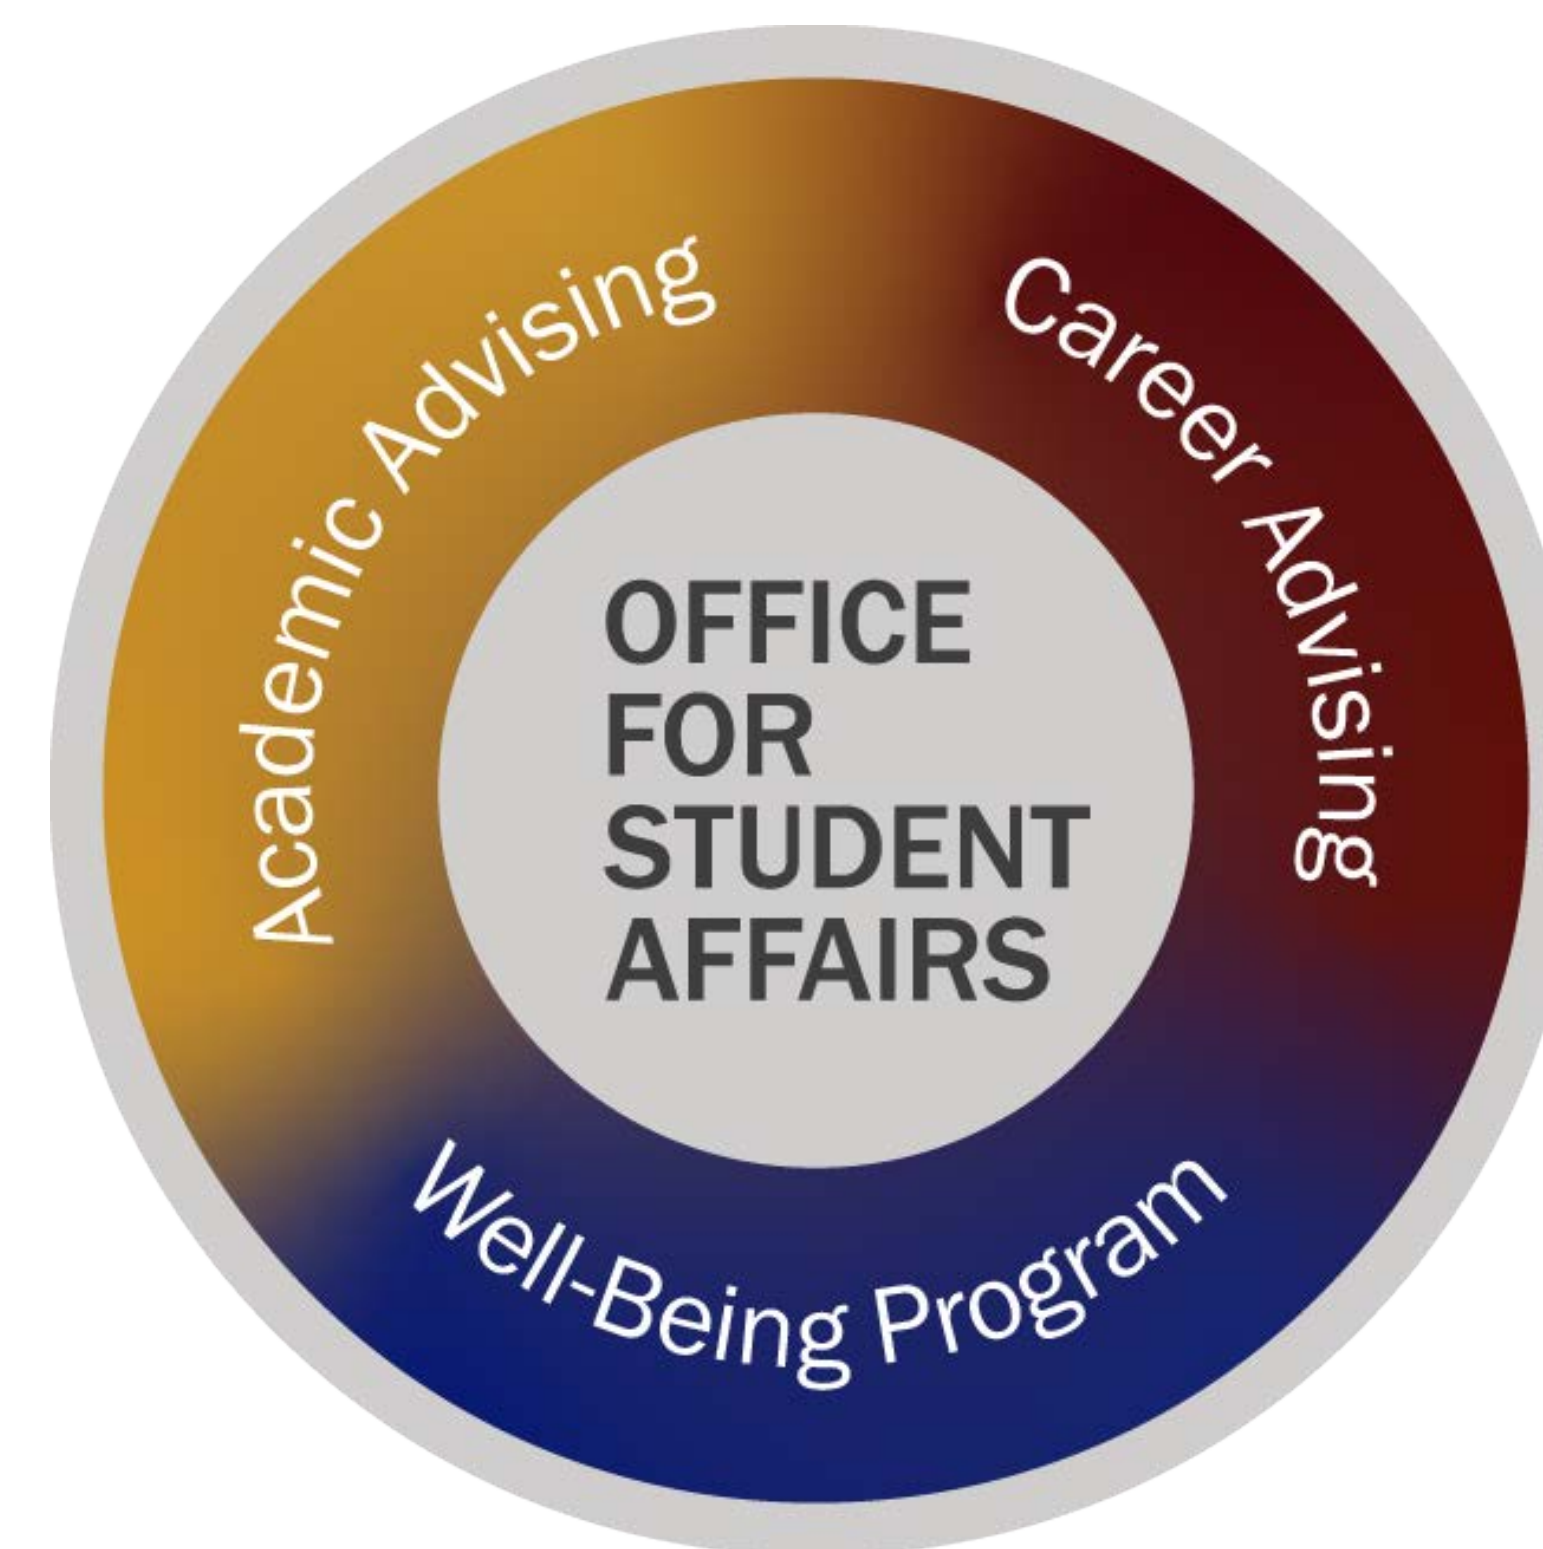 Academic Advising
Career Advising
OFFICE
FOR
STUDENT
AFFAIRS
Well-Being Program